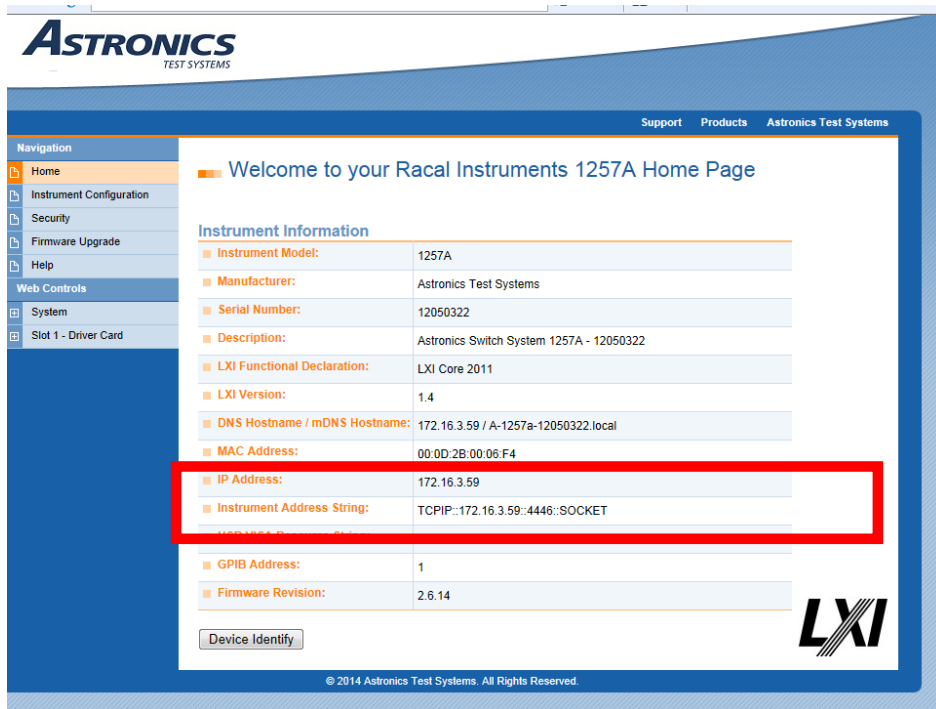 ASTRONICS
TEST SYSTEMS
Support Products Astronics Test Systems
Navigation
Home
Instrument Configuration
Security
Firmware Upgrade
Help
Web Controls
System
Slot 1 - Driver Card
Welcome to your Racal Instruments 1257A Home Page
Instrument Information
Instrument Model: 1257A
Manufacturer: Astronics Test Systems
Serial Number: 12050322
Description: Astronics Switch System 1257A - 12050322
LXI Functional Declaration: LXI Core 2011
LXI Version: 1.4
DNS Hostname / mDNS Hostname: 172.16.3.59 / A-1257a-12050322.local
MAC Address: 00:0D:2B:00:06:F4
IP Address: 172.16.3.59
Instrument Address String: TCPIP::172.16.3.59::4446::SOCKET
GPIB Address: 1
Firmware Revision: 2.6.14
Device Identify
LXI
© 2014 Astronics Test Systems. All Rights Reserved.